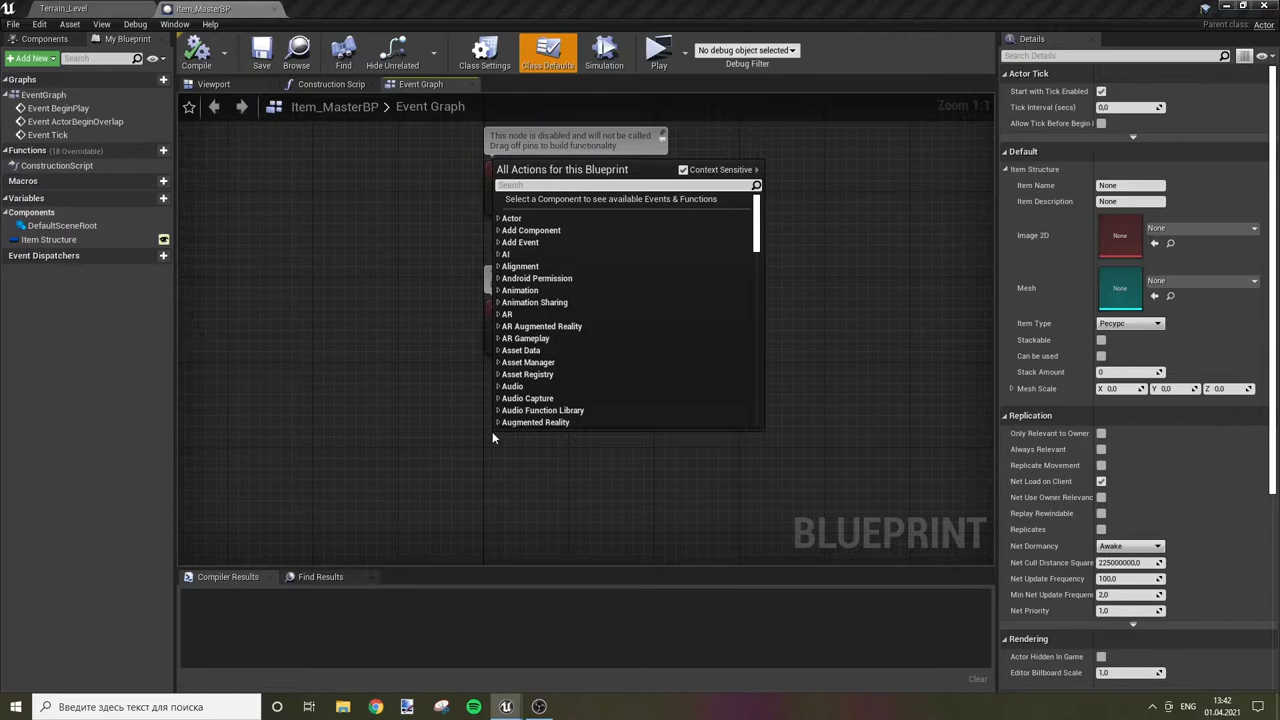 Terrain_Level
Item_MasterBP
File
Edit
Asset
View
Debug
Window
Help
Parent class: Actor
Components
My Blueprint
Add New
Search
Compile
Save
Browse
Find
Hide Unrelated
Class Settings
Class Defaults
Simulation
Play
No debug object selected
Debug Filter
Details
Search Details
Graphs
EventGraph
Event BeginPlay
Event ActorBeginOverlap
Event Tick
Functions (18 Overridable)
ConstructionScript
Macros
Variables
Components
DefaultSceneRoot
Item Structure
Event Dispatchers
Viewport
Construction Scrip
Event Graph
Item_MasterBP > Event Graph
Zoom 1:1
This node is disabled and will not be called.
Drag off pins to build functionality.
All Actions for this Blueprint
Context Sensitive
Search
Select a Component to see available Events & Functions
Actor
Add Component
Add Event
AI
Alignment
Android Permission
Animation
Animation Sharing
AR
AR Augmented Reality
AR Gameplay
Asset Data
Asset Manager
Asset Registry
Audio
Audio Capture
Audio Function Library
Augmented Reality
BLUEPRINT
Compiler Results
Find Results
Clear
Actor Tick
Start with Tick Enabled
Tick Interval (secs) 0,0
Allow Tick Before Begin
Default
Item Structure
Item Name None
Item Description None
Image 2D None None
Mesh None None
Item Type Ресурс
Stackable
Can be used
Stack Amount 0
Mesh Scale X 0,0 Y 0,0 Z 0,0
Replication
Only Relevant to Owner
Always Relevant
Replicate Movement
Net Load on Client
Net Use Owner Relevanc
Replay Rewindable
Replicates
Net Dormancy Awake
Net Cull Distance Square 225000000,0
Net Update Frequency 100,0
Min Net Update Frequen 2,0
Net Priority 1,0
Rendering
Actor Hidden In Game
Editor Billboard Scale 1,0
Введите здесь текст для поиска
ENG
13:42
01.04.2021